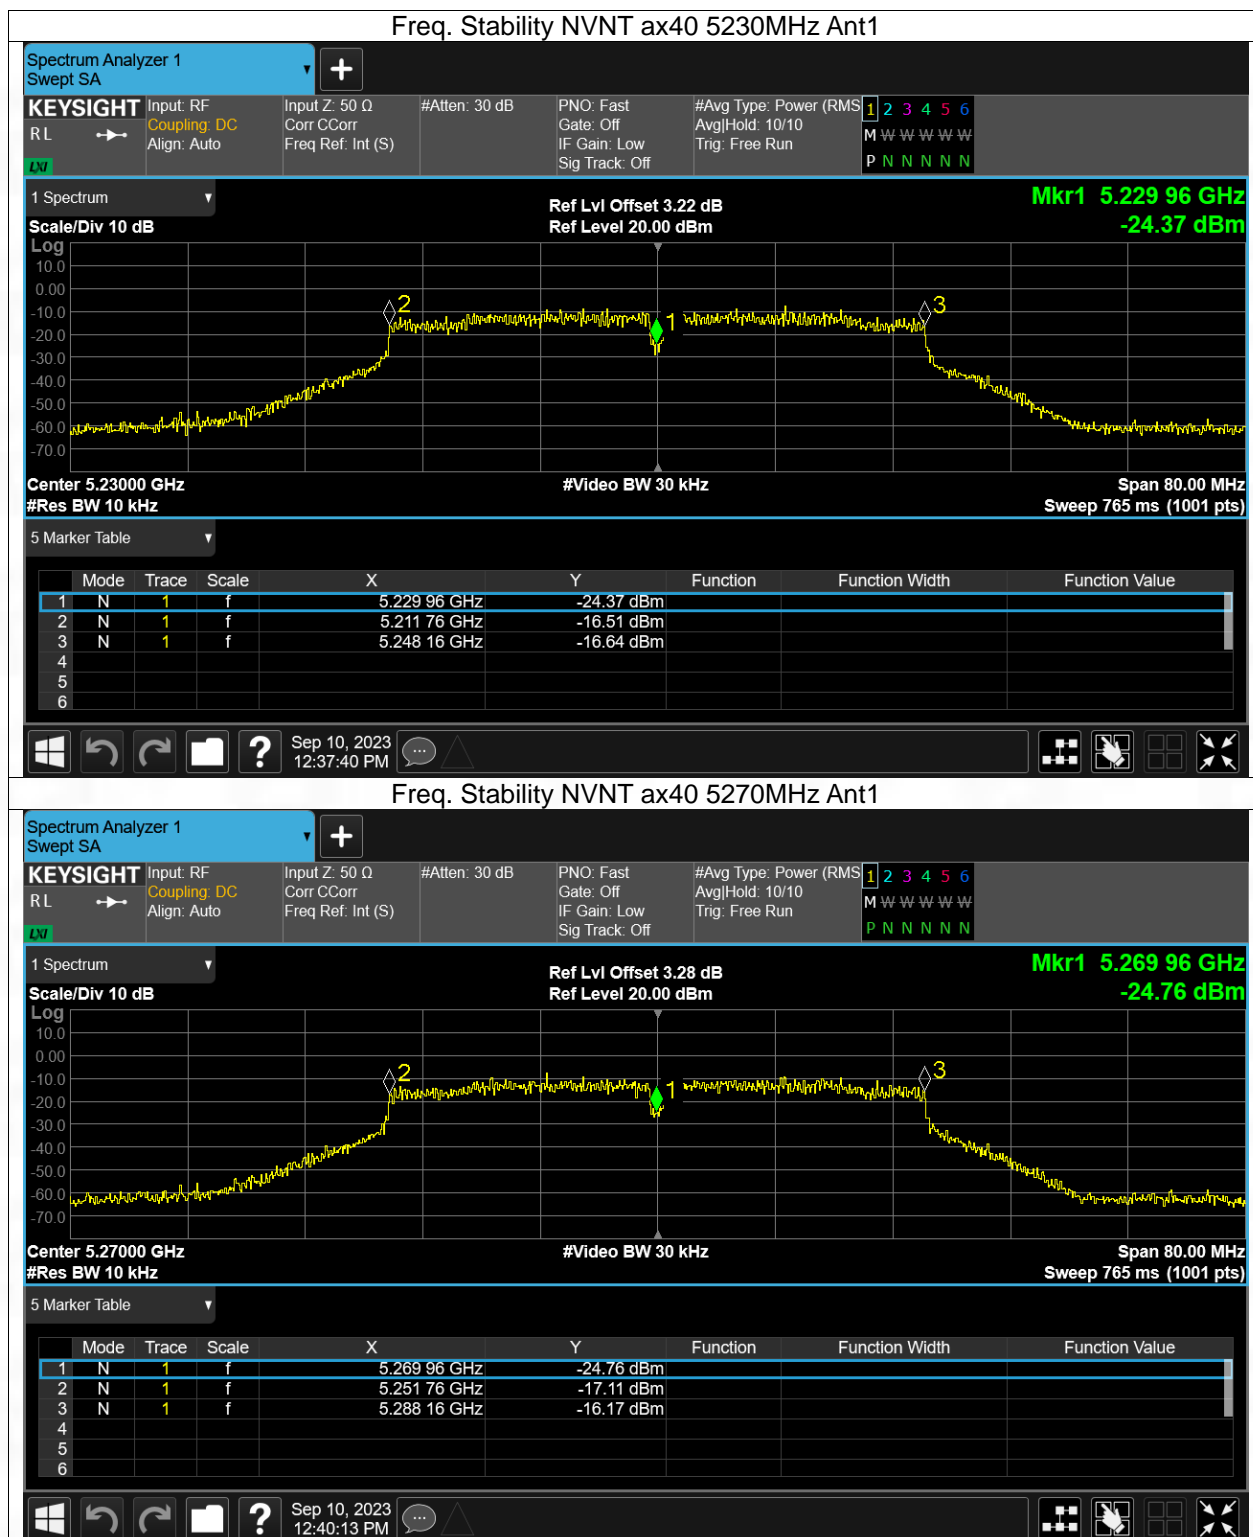 Freq. Stability NVNT ax40 5230MHz Ant1
Spectrum Analyzer 1
Swept SA
KEYSIGHT Input: RF Input Z: 50 Ω #Atten: 30 dB PNO: Fast #Avg Type: Power (RMS 1 2 3 4 5 6
RL Coupling: DC Corr CCorr Gate: Off Avg|Hold: 10/10 M W W W W W
Align: Auto Freq Ref: Int (S) IF Gain: Low Trig: Free Run
LXI Sig Track: Off P N N N N N
1 Spectrum
Ref Lvl Offset 3.22 dB Mkr1 5.229 96 GHz
Scale/Div 10 dB Ref Level 20.00 dBm -24.37 dBm
Log
10.0
0.00
-10.0
-20.0
-30.0
-40.0
-50.0
-60.0
-70.0
2 1 3
Center 5.23000 GHz #Video BW 30 kHz Span 80.00 MHz
#Res BW 10 kHz Sweep 765 ms (1001 pts)
5 Marker Table
Mode Trace Scale X Y Function Function Width Function Value
1 N 1 f 5.229 96 GHz -24.37 dBm
2 N 1 f 5.211 76 GHz -16.51 dBm
3 N 1 f 5.248 16 GHz -16.64 dBm
4
5
6
? Sep 10, 2023
12:37:40 PM
Freq. Stability NVNT ax40 5270MHz Ant1
Spectrum Analyzer 1
Swept SA
KEYSIGHT Input: RF Input Z: 50 Ω #Atten: 30 dB PNO: Fast #Avg Type: Power (RMS 1 2 3 4 5 6
RL Coupling: DC Corr CCorr Gate: Off Avg|Hold: 10/10 M W W W W W
Align: Auto Freq Ref: Int (S) IF Gain: Low Trig: Free Run
LXI Sig Track: Off P N N N N N
1 Spectrum
Ref Lvl Offset 3.28 dB Mkr1 5.269 96 GHz
Scale/Div 10 dB Ref Level 20.00 dBm -24.76 dBm
Log
10.0
0.00
-10.0
-20.0
-30.0
-40.0
-50.0
-60.0
-70.0
2 1 3
Center 5.27000 GHz #Video BW 30 kHz Span 80.00 MHz
#Res BW 10 kHz Sweep 765 ms (1001 pts)
5 Marker Table
Mode Trace Scale X Y Function Function Width Function Value
1 N 1 f 5.269 96 GHz -24.76 dBm
2 N 1 f 5.251 76 GHz -17.11 dBm
3 N 1 f 5.288 16 GHz -16.17 dBm
4
5
6
? Sep 10, 2023
12:40:13 PM